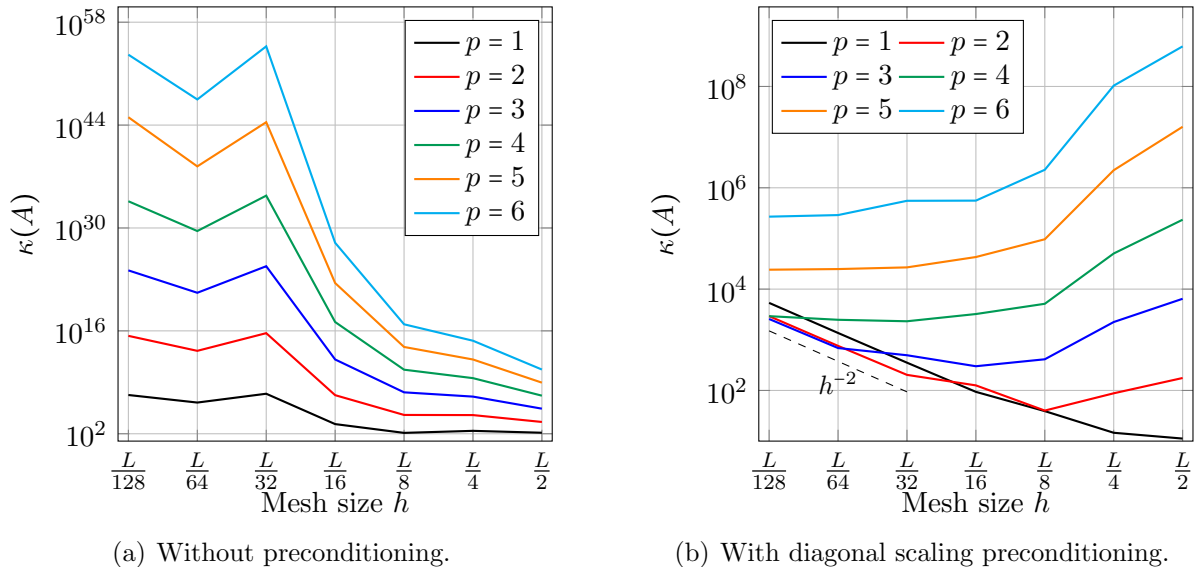 10^58
10^44
10^30
10^16
10^2
κ(A)
p = 1
p = 2
p = 3
p = 4
p = 5
p = 6
L/128 L/64 L/32 L/16 L/8 L/4 L/2
Mesh size h
(a) Without preconditioning.
10^8
10^6
10^4
10^2
κ(A)
p = 1 p = 2
p = 3 p = 4
p = 5 p = 6
h^−2
L/128 L/64 L/32 L/16 L/8 L/4 L/2
Mesh size h
(b) With diagonal scaling preconditioning.